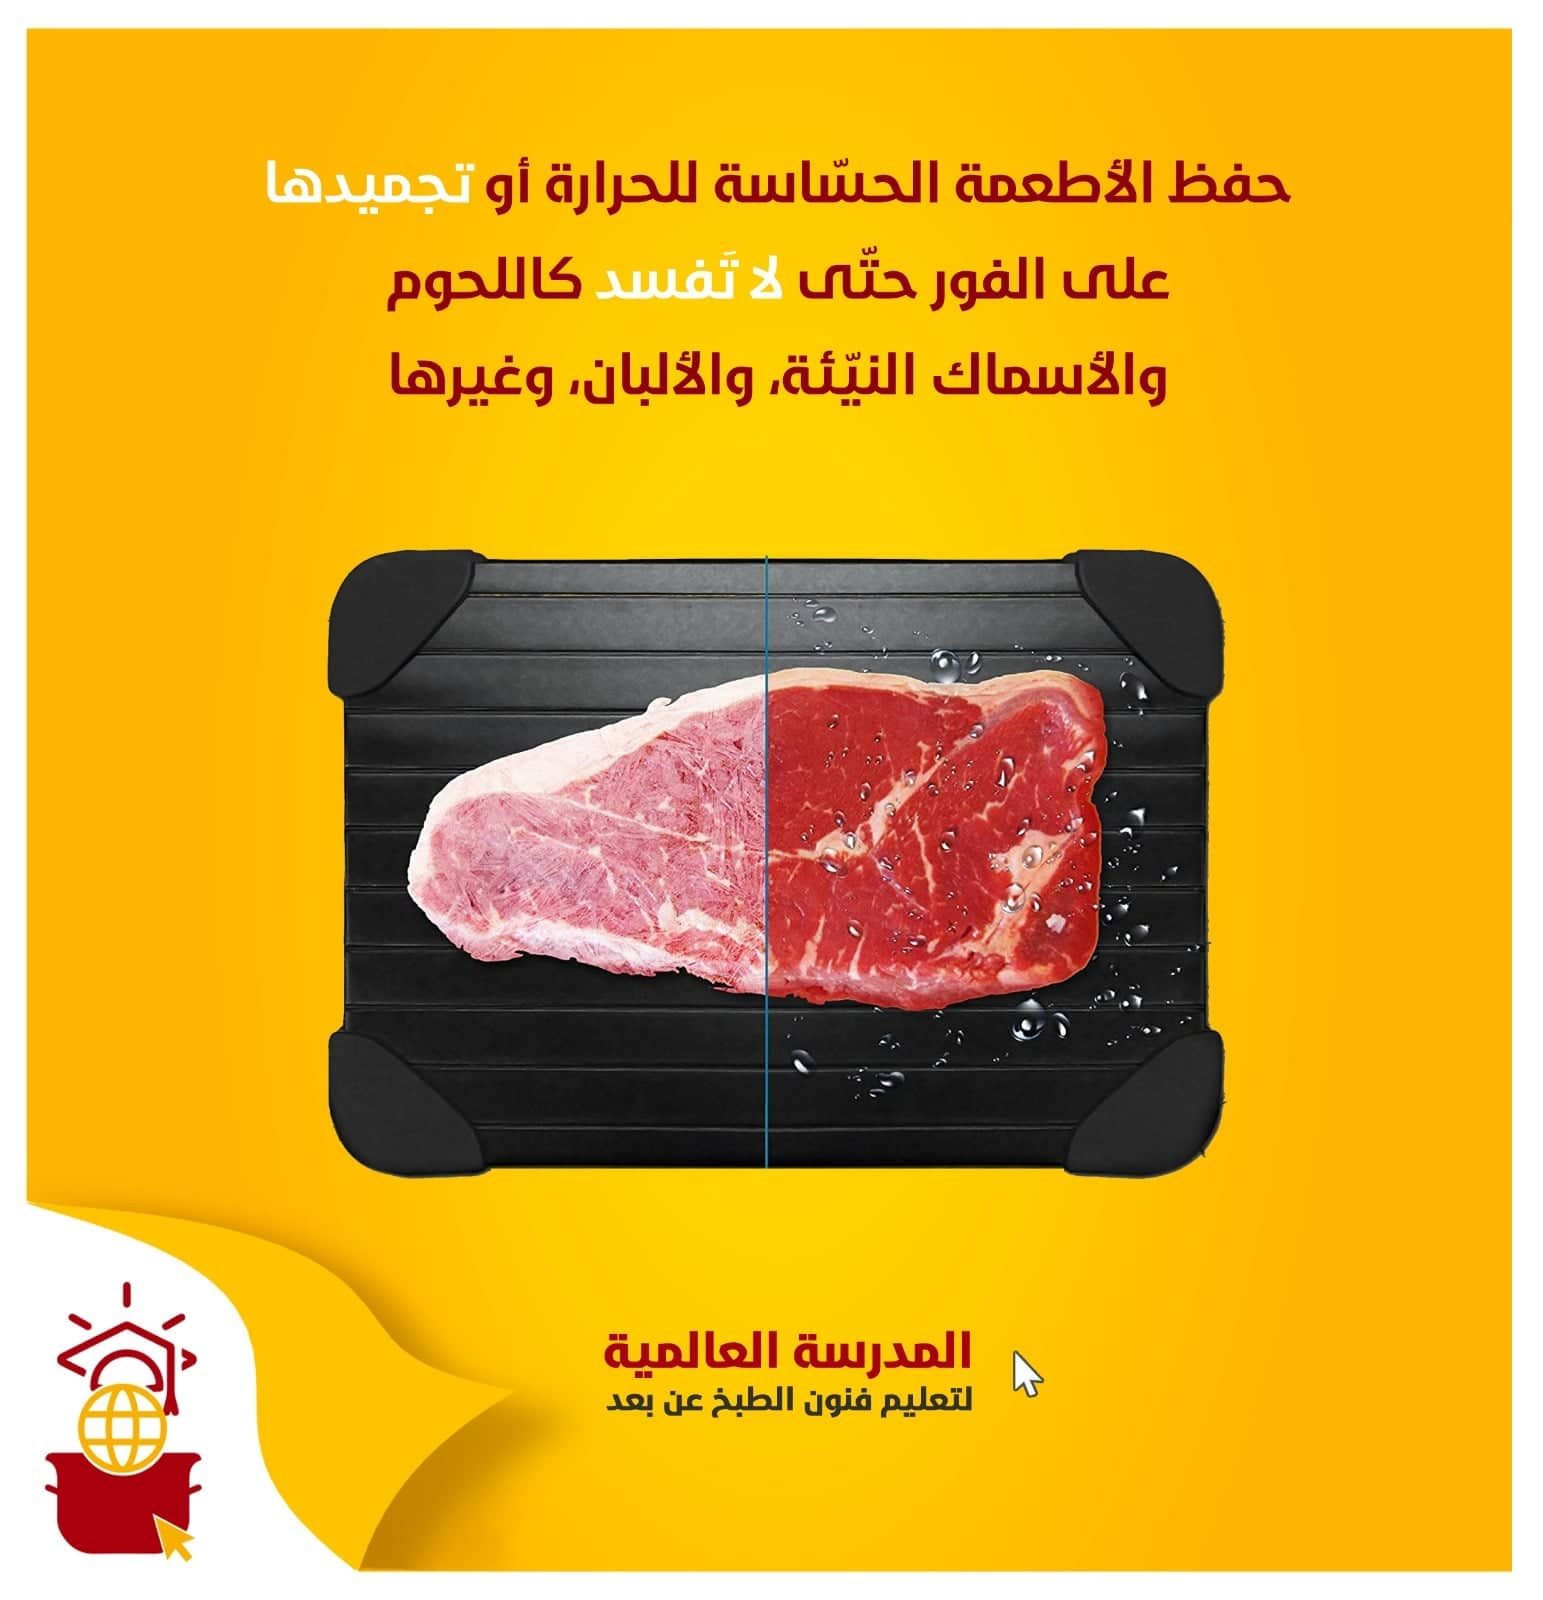 حفظ الأطعمة الحسّاسة للحرارة أو تجميدها
على الفور حتّى لا تَفسد كاللحوم
والأسماك النيّئة، والألبان، وغيرها
المدرسة العالمية
لتعليم فنون الطبخ عن بعد